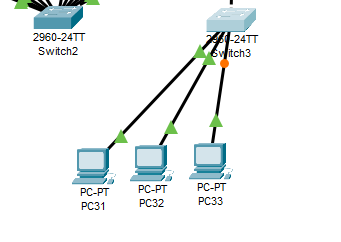 2960-24TT
Switch2
2960-24TT
Switch3
PC-PT
PC31
PC-PT
PC32
PC-PT
PC33